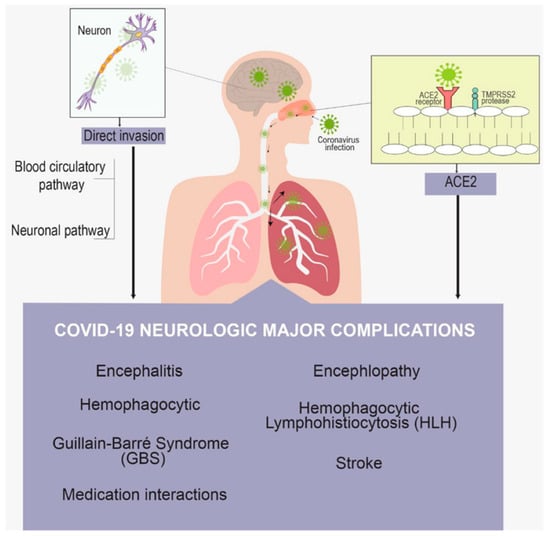 Neuron
Direct invasion
Blood circulatory
pathway
Neuronal pathway
ACE2
receptor
TMPRSS2
protease
Coronavirus
infection
ACE2
COVID-19 NEUROLOGIC MAJOR COMPLICATIONS
Encephalitis
Hemophagocytic
Guillain-Barré Syndrome
(GBS)
Medication interactions
Encephlopathy
Hemophagocytic
Lymphohistiocytosis (HLH)
Stroke